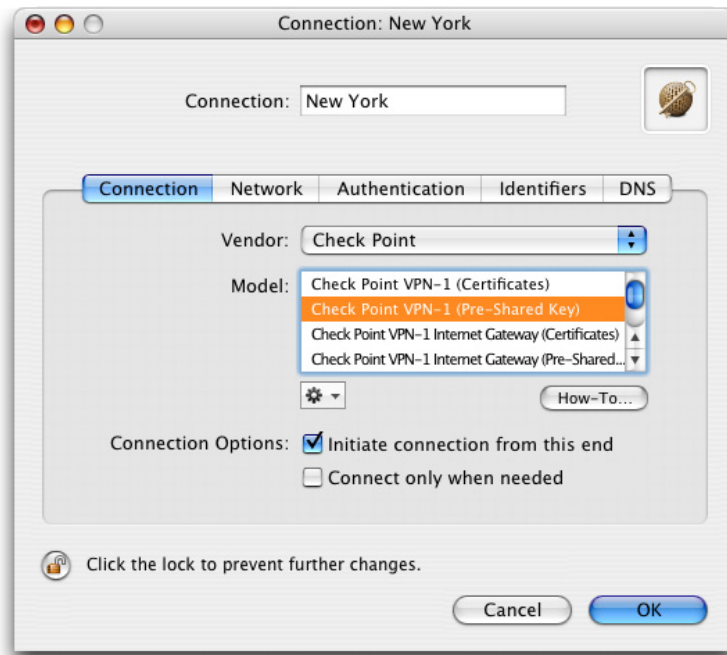 Connection: New York
Connection: New York
Connection Network Authentication Identifiers DNS
Vendor: Check Point
Model: Check Point VPN-1 (Certificates)
Check Point VPN-1 (Pre-Shared Key)
Check Point VPN-1 Internet Gateway (Certificates)
Check Point VPN-1 Internet Gateway (Pre-Shared...
How-To...
Connection Options: Initiate connection from this end
Connect only when needed
Click the lock to prevent further changes.
Cancel OK